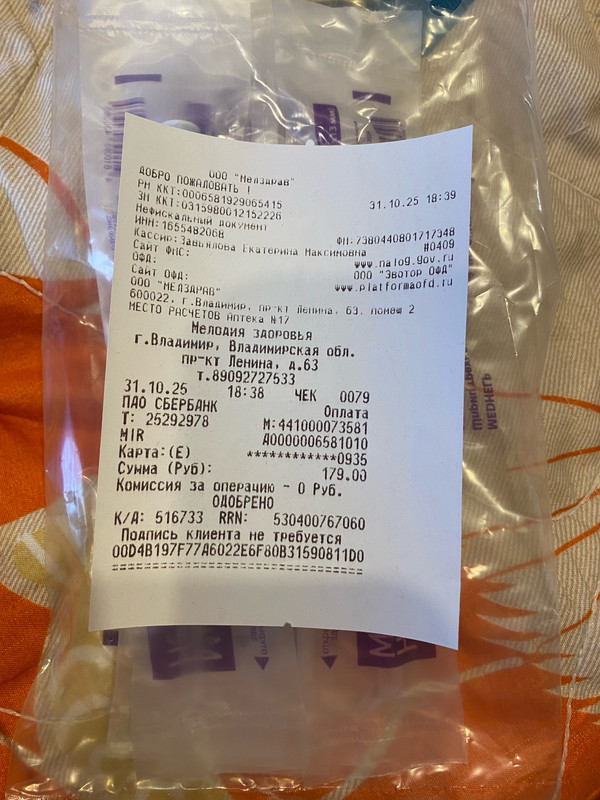 ООО "Мелздрав"
ДОБРО ПОЖАЛОВАТЬ !
31.10.25 18:39
РН ККТ:0006581929065415
ЗН ККТ:0315980012152226
Нефискальный документ
ФН:7380440801717348
ИНН:1655482068
#0409
Кассир:Завьялова Екатерина Максимовна
Сайт ФНС: www.nalog.gov.ru
ОФД: ООО "Эвотор ОФД"
Сайт ОФД: www.platformaofd.ru
ООО "МЕЛЗДРАВ"
600022, г.Владимир, пр-кт Ленина, 63, помещ 2
МЕСТО РАСЧЕТОВ Аптека №17
Мелодия здоровья
г.Владимир, Владимирская обл.
пр-кт Ленина, д.63
т.89092727533
31.10.25 18:38 ЧЕК 0079
ПАО СБЕРБАНК Оплата
Т: 25292978 М:441000073581
MIR A0000006581010
Карта:(Е) ************0935
Сумма (Руб): 179.00
Комиссия за операцию - 0 Руб.
ОДОБРЕНО
К/А: 516733 RRN: 530400767060
Подпись клиента не требуется
00D4B197F77A6022E6F80B31590811D0
==============================